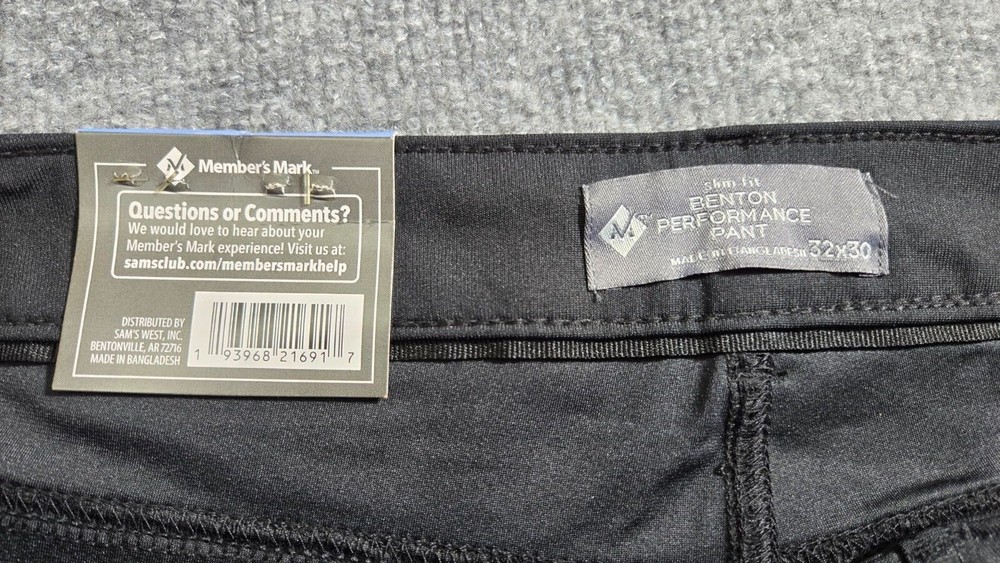 Member's Mark™
Questions or Comments?
We would love to hear about your
Member's Mark experience! Visit us at:
samsclub.com/membersmarkhelp
DISTRIBUTED BY
SAM'S WEST, INC.
BENTONVILLE, AR 72716
MADE IN BANGLADESH
1 93968 21691 7
slim fit
BENTON
M™ PERFORMANCE
PANT
MADE IN BANGLADESH 32X30